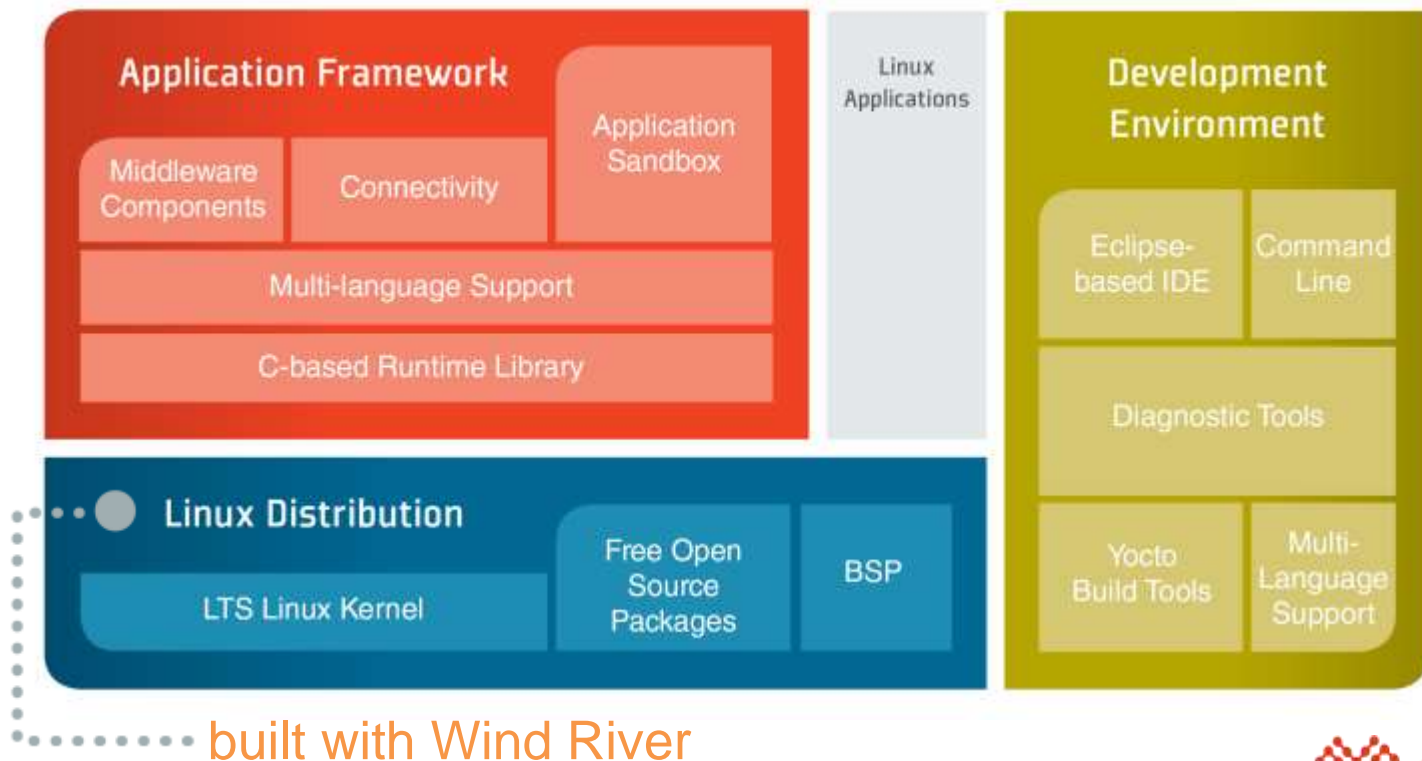 Application Framework
Application
Sandbox
Middleware
Components
Connectivity
Multi-language Support
C-based Runtime Library
Linux
Applications
Development
Environment
Eclipse-
based IDE
Command
Line
Diagnostic Tools
Yocto
Build Tools
Multi-
Language
Support
Linux Distribution
LTS Linux Kernel
Free Open
Source
Packages
BSP
built with Wind River